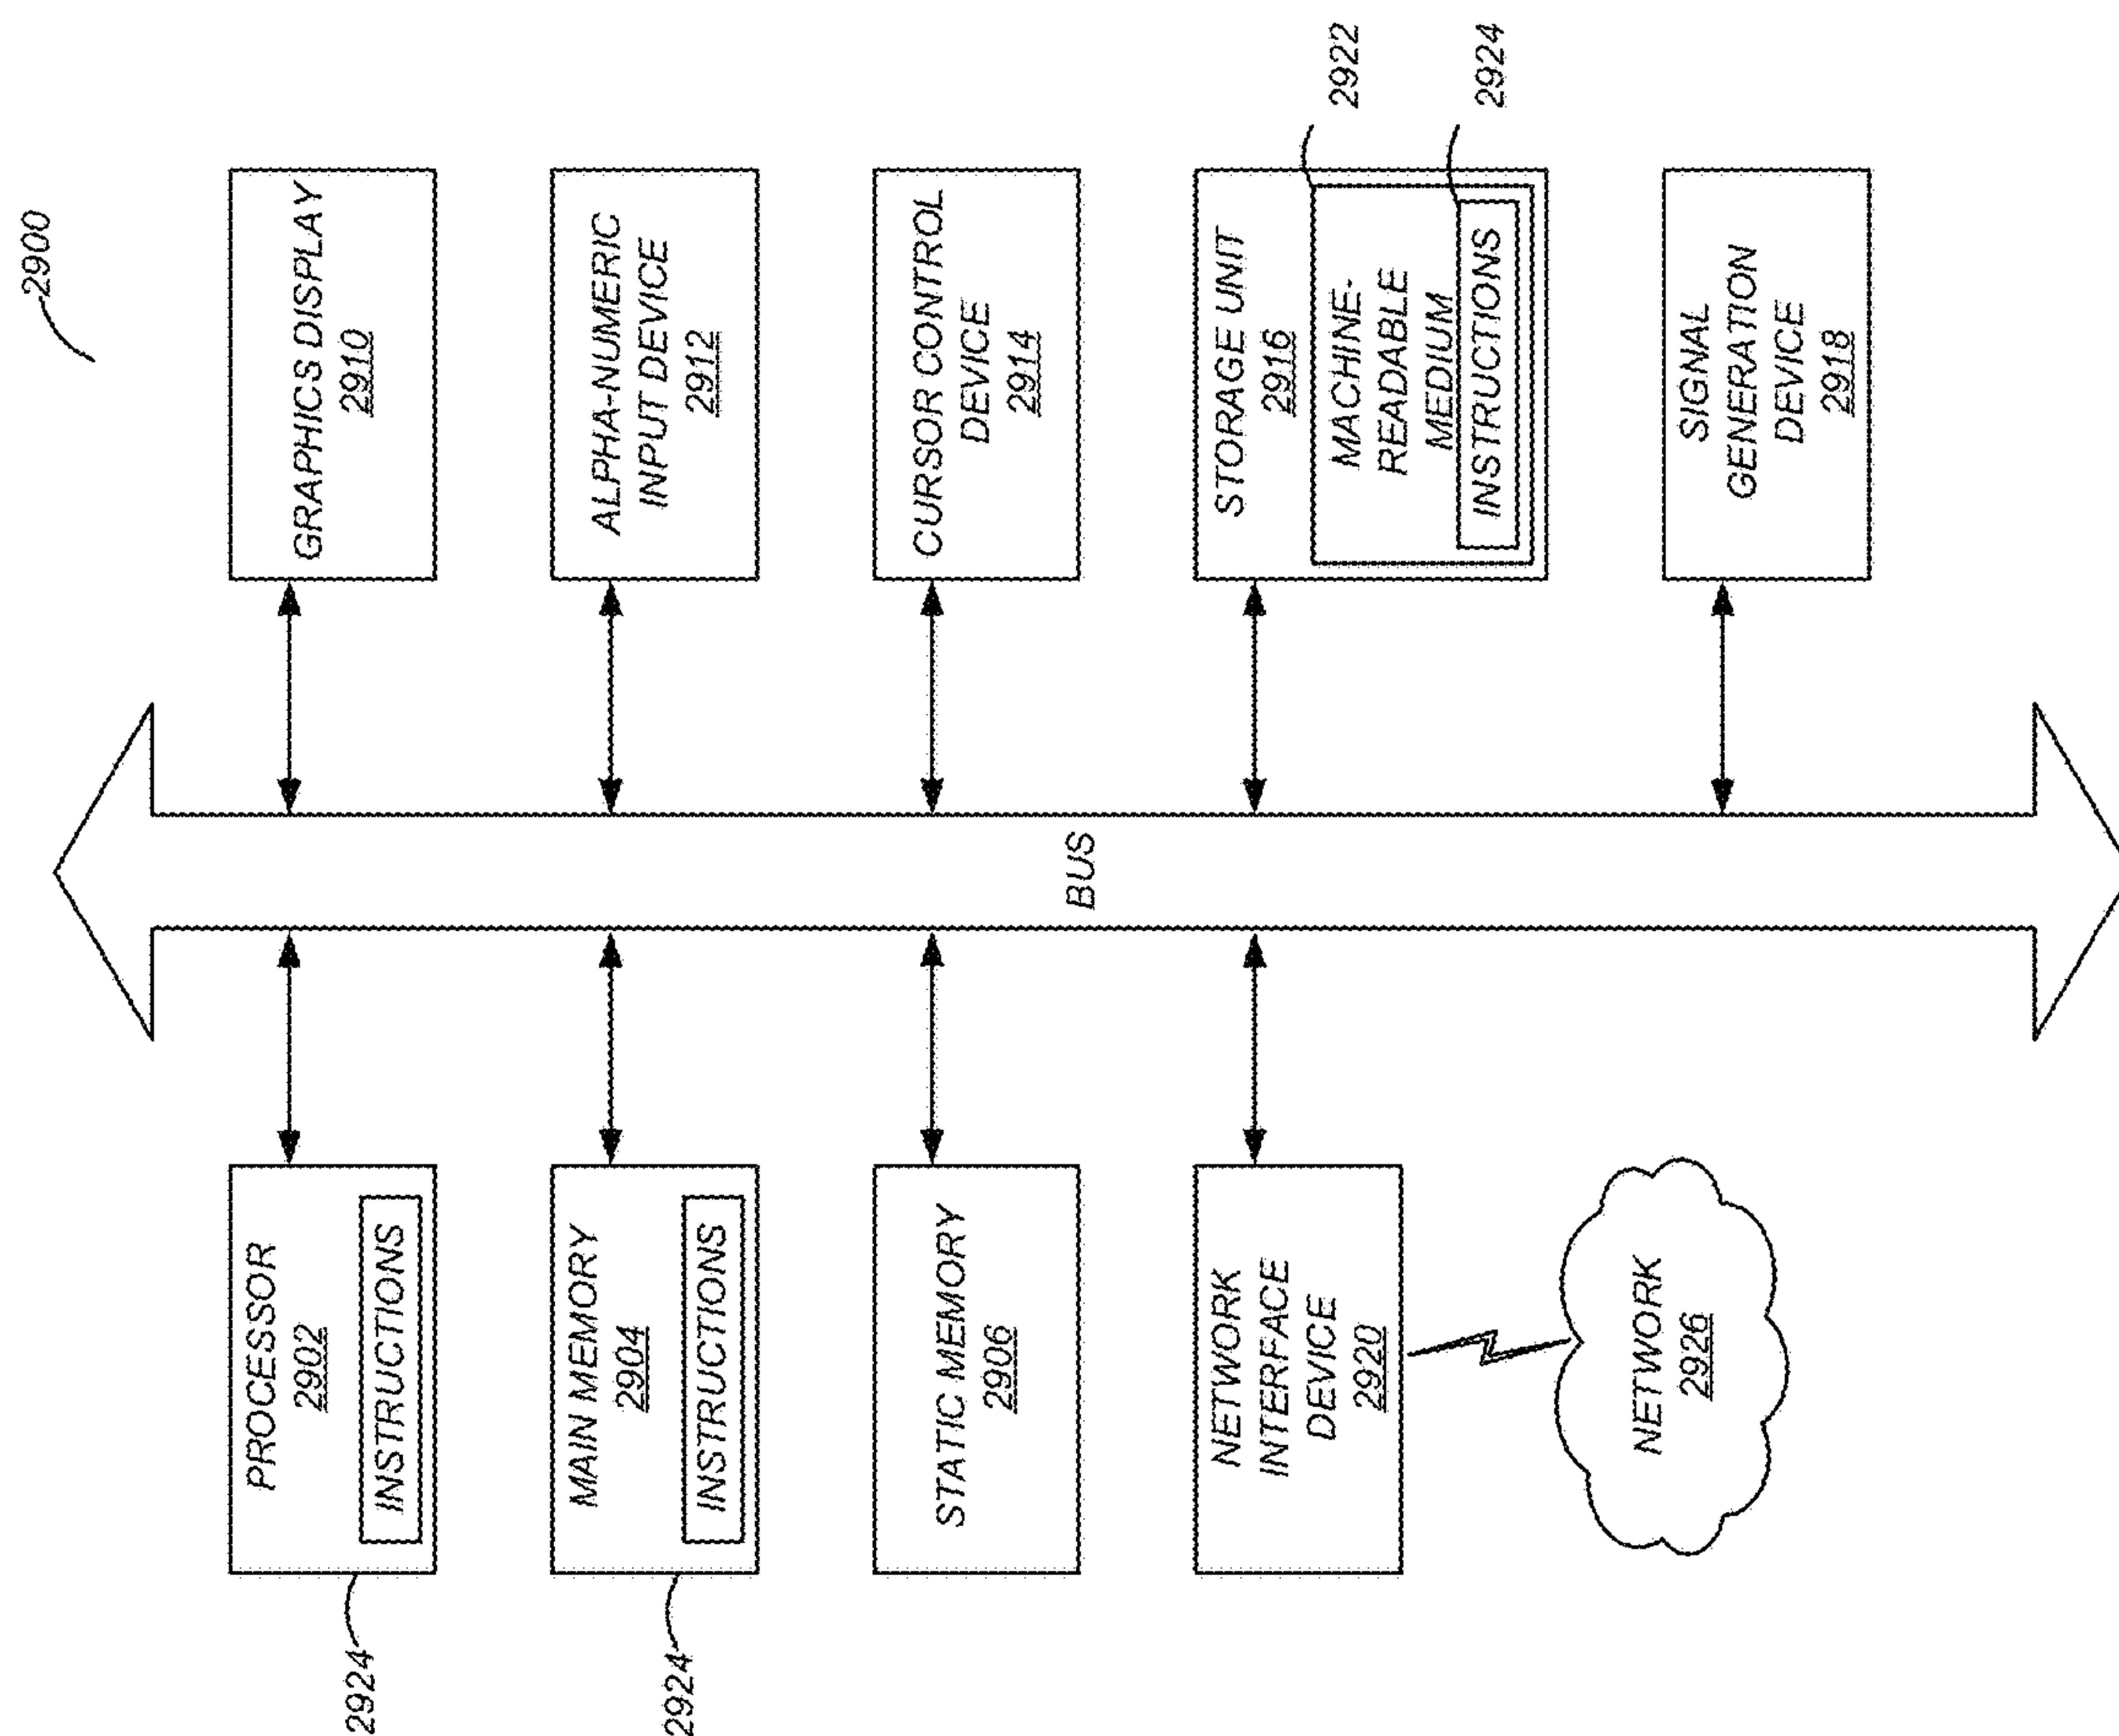 2900
PROCESSOR
2902
INSTRUCTIONS
2924
MAIN MEMORY
2904
INSTRUCTIONS
2924
STATIC MEMORY
2906
NETWORK
INTERFACE
DEVICE
2920
NETWORK
2926
BUS
GRAPHICS DISPLAY
2910
ALPHA-NUMERIC
INPUT DEVICE
2912
CURSOR CONTROL
DEVICE
2914
STORAGE UNIT
2916
MACHINE-
READABLE
MEDIUM
INSTRUCTIONS
2922
2924
SIGNAL
GENERATION
DEVICE
2918